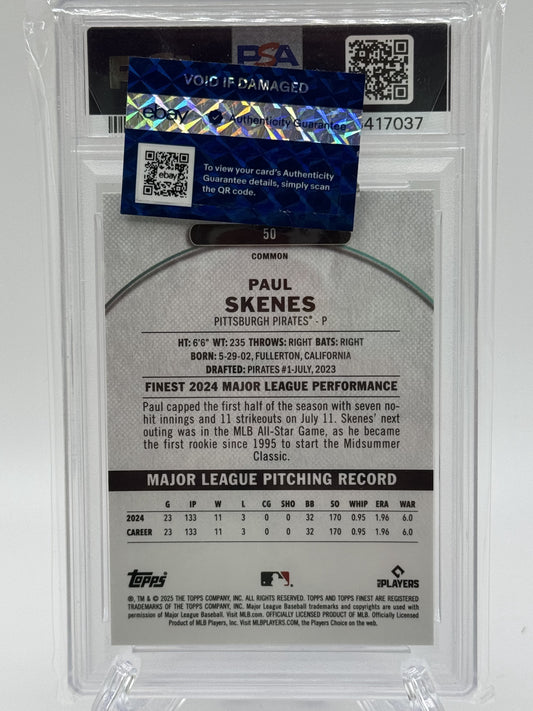 PSA
VOID IF DAMAGED
ebay Authenticity Guarantee
417037
To view your card's Authenticity
Guarantee details, simply scan
the QR code.
ebay
50
COMMON
PAUL
SKENES
PITTSBURGH PIRATES® - P
HT: 6'6" WT: 235 THROWS: RIGHT BATS: RIGHT
BORN: 5-29-02, FULLERTON, CALIFORNIA
DRAFTED: PIRATES #1-JULY, 2023
FINEST 2024 MAJOR LEAGUE PERFORMANCE
Paul capped the first half of the season with seven no-
hit innings and 11 strikeouts on July 11. Skenes' next
outing was in the MLB All-Star Game, as he became
the first rookie since 1995 to start the Midsummer
Classic.
MAJOR LEAGUE PITCHING RECORD
G IP W L CG SHO BB SO WHIP ERA WAR
2024 23 133 11 3 0 0 32 170 0.95 1.96 6.0
CAREER 23 133 11 3 0 0 32 170 0.95 1.96 6.0
Topps
PLAYERS
®, TM & © 2025 THE TOPPS COMPANY, INC. ALL RIGHTS RESERVED. TOPPS AND TOPPS FINEST ARE REGISTERED
TRADEMARKS OF THE TOPPS COMPANY, INC. Major League Baseball trademarks and copyrights are used with
permission of Major League Baseball. Visit MLB.com. OFFICIALLY LICENSED PRODUCT OF MLB. Officially Licensed
Product of MLB Players, Inc. Visit MLBPLAYERS.com, the Players Choice on the web.